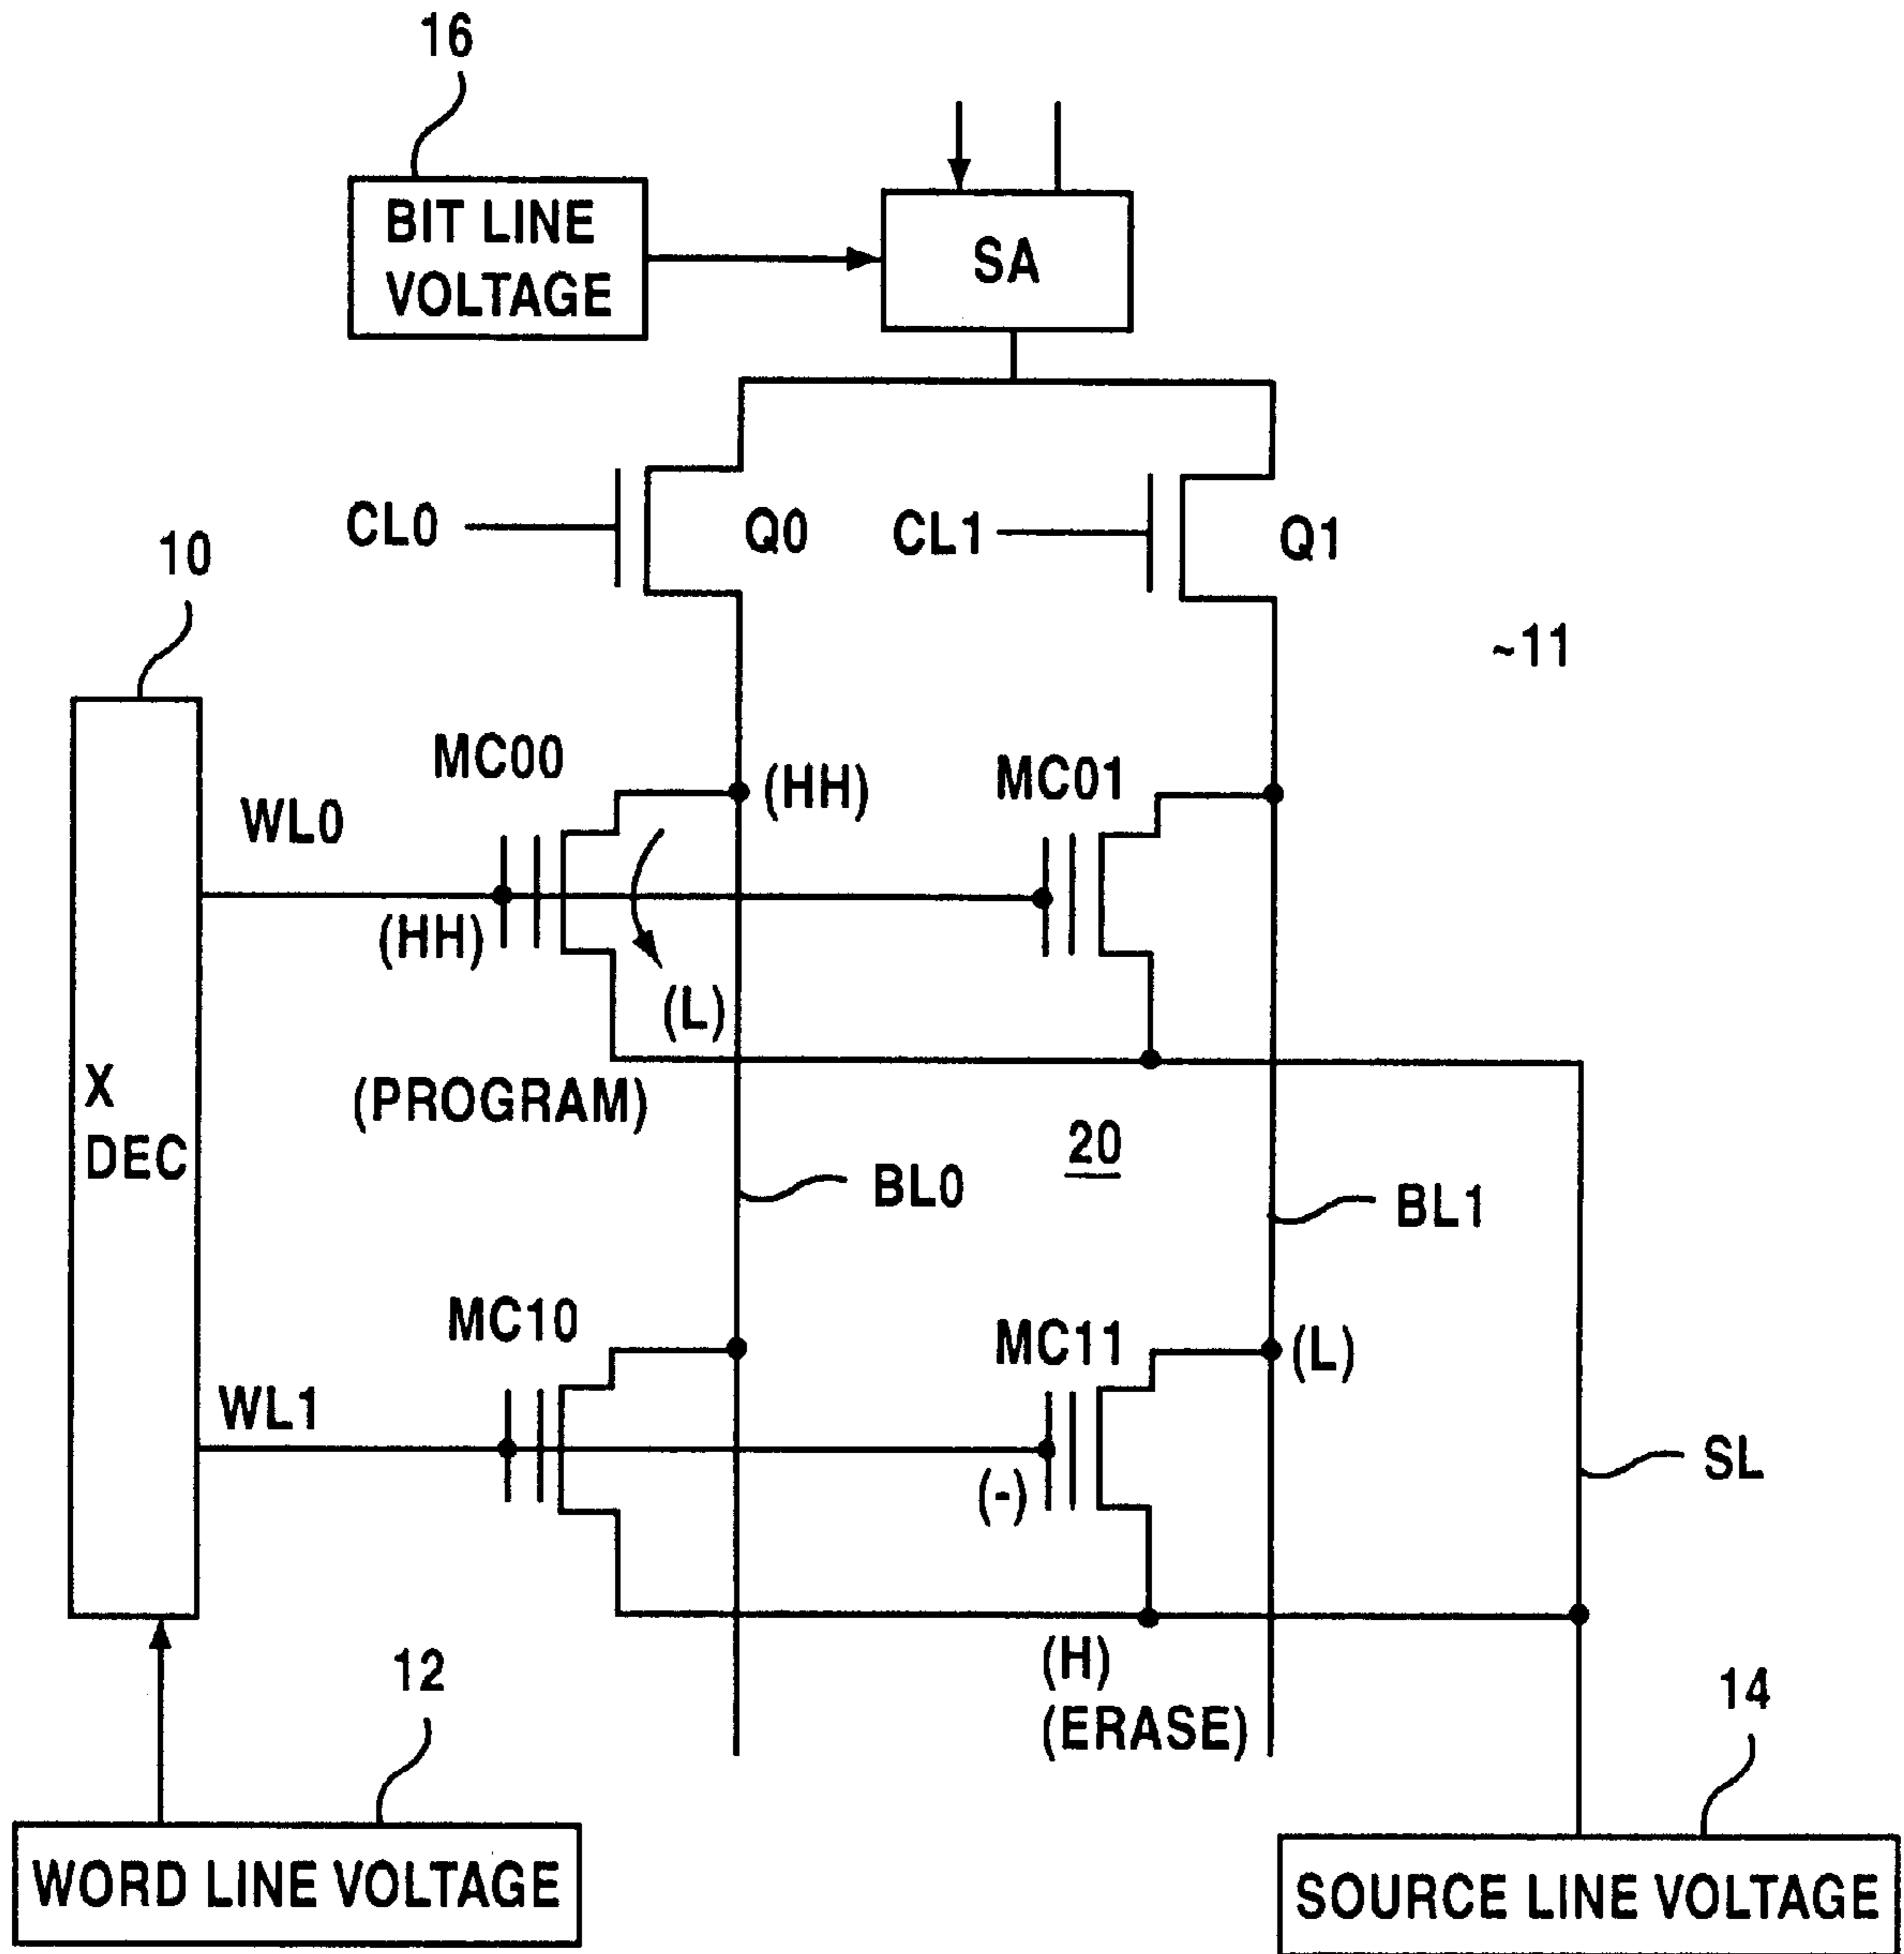 16
BIT LINE
VOLTAGE
SA
CL0
Q0
CL1
Q1
10
~11
MC00
(HH)
MC01
WL0
(HH)
(L)
X
DEC
(PROGRAM)
20
BL0
BL1
MC10
MC11
(L)
WL1
(-)
SL
(H)
(ERASE)
12
14
WORD LINE VOLTAGE
SOURCE LINE VOLTAGE